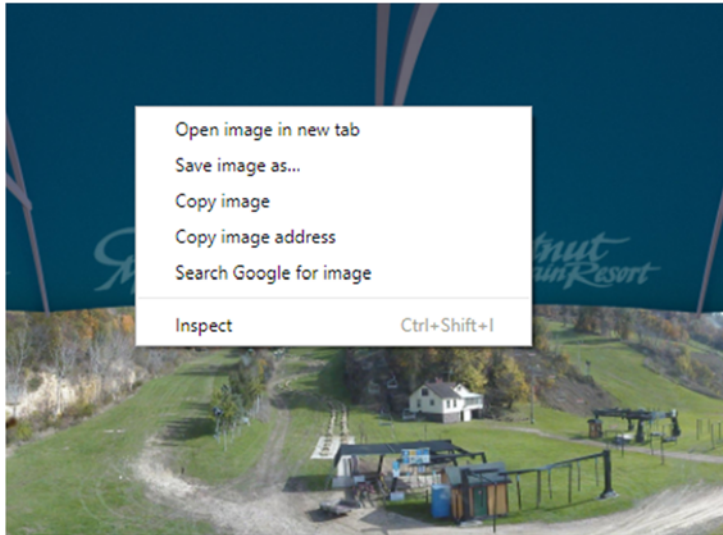 Open image in new tab
Save image as...
Copy image
Copy image address
Search Google for image
Inspect Ctrl+Shift+I
Resort